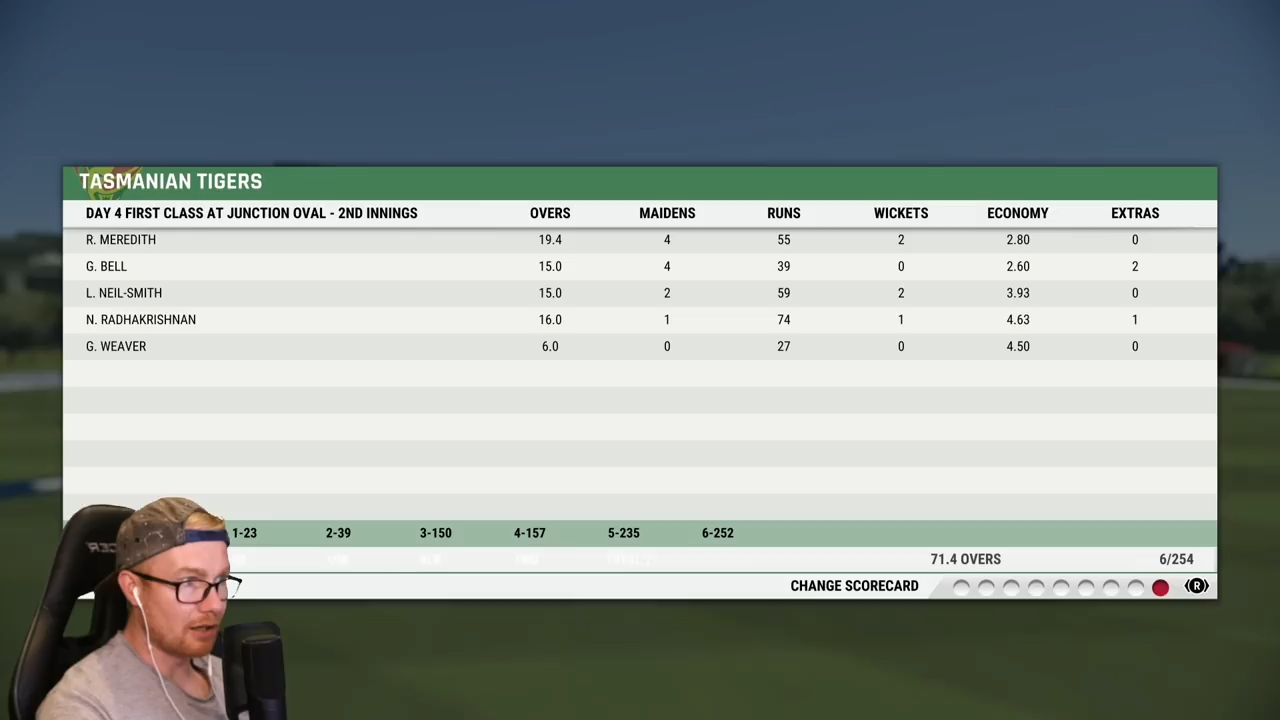 TASMANIAN TIGERS
DAY 4 FIRST CLASS AT JUNCTION OVAL - 2ND INNINGS OVERS MAIDENS RUNS WICKETS ECONOMY EXTRAS
R. MEREDITH 19.4 4 55 2 2.80 0
G. BELL 15.0 4 39 0 2.60 2
L. NEIL-SMITH 15.0 2 59 2 3.93 0
N. RADHAKRISHNAN 16.0 1 74 1 4.63 1
G. WEAVER 6.0 0 27 0 4.50 0
1-23 2-39 3-150 4-157 5-235 6-252
71.4 OVERS 6/254
CHANGE SCORECARD R